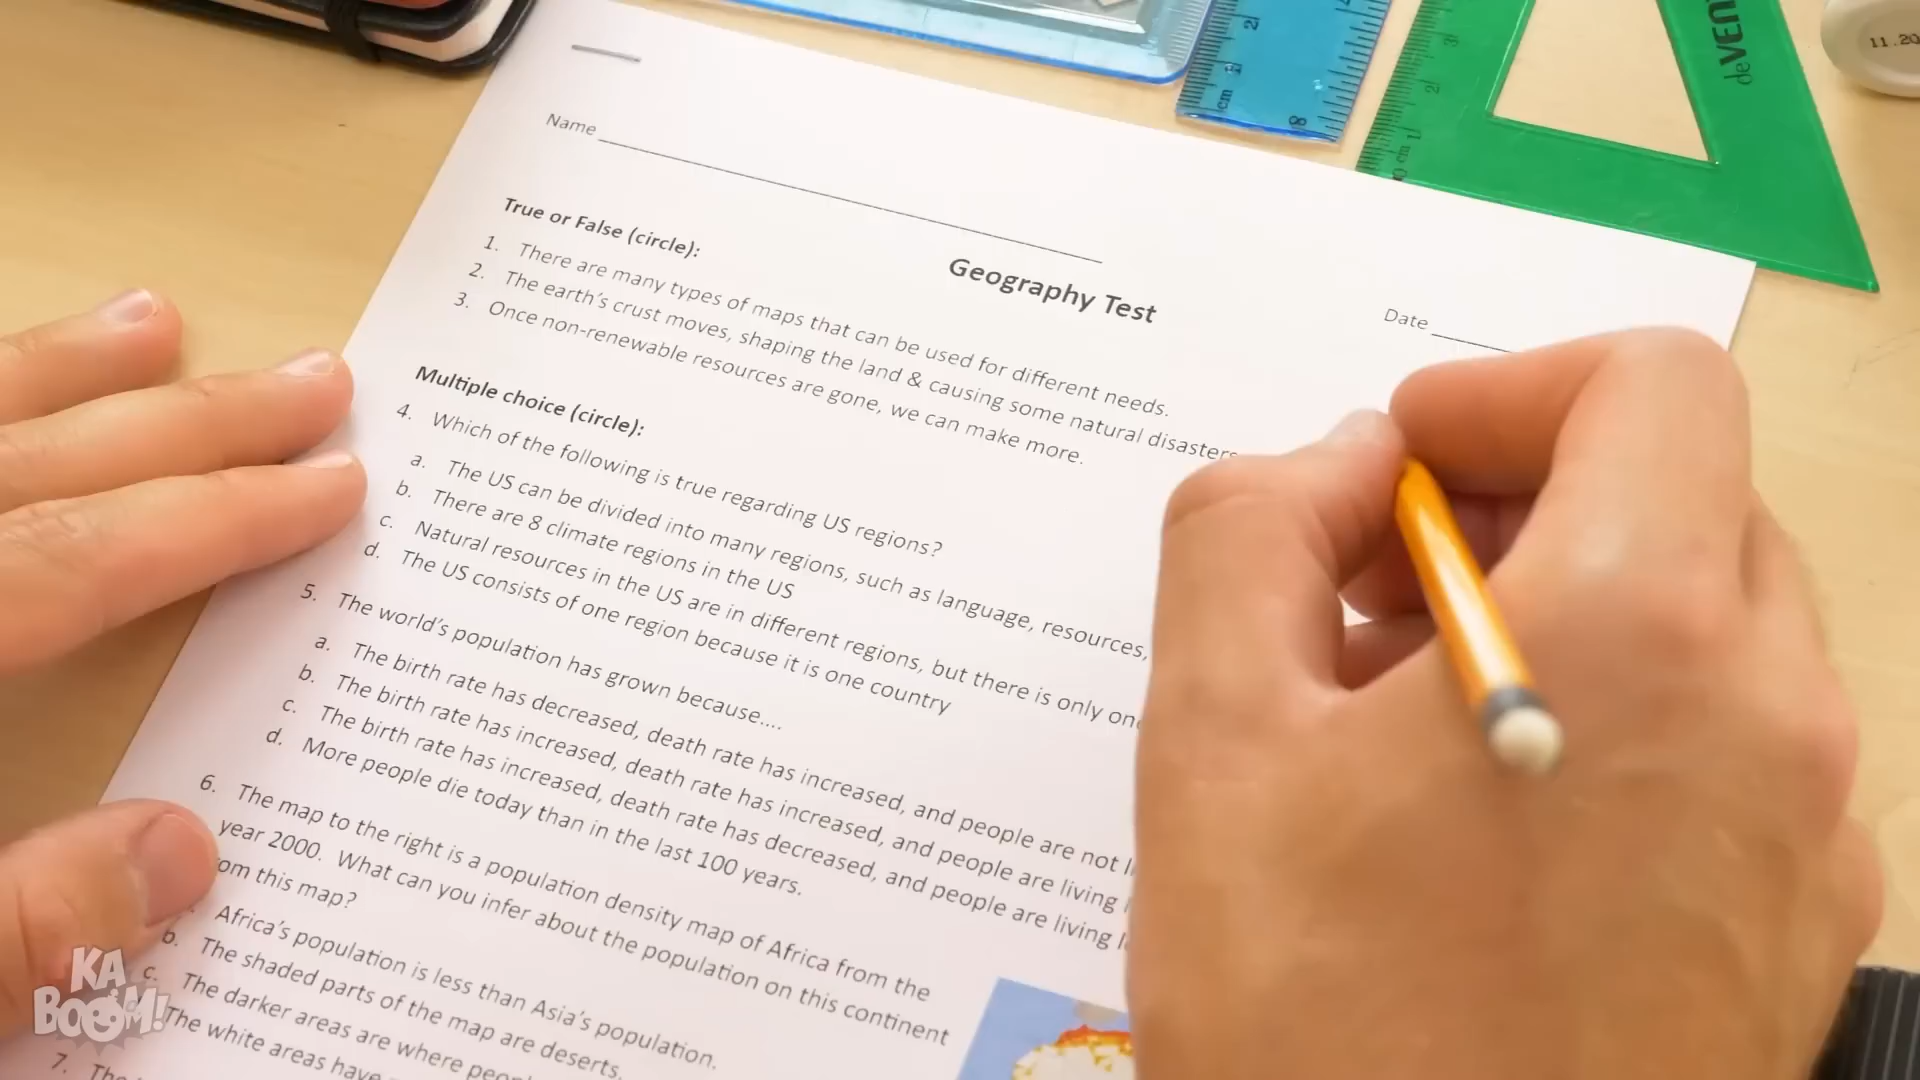 11.20
deVENT
cm
cm
Name
Geography Test
Date
True or False (circle):
1. There are many types of maps that can be used for different needs.
2. The earth's crust moves, shaping the land & causing some natural disasters
3. Once non-renewable resources are gone, we can make more.
Multiple choice (circle):
4. Which of the following is true regarding US regions?
a. The US can be divided into many regions, such as language, resources,
b. There are 8 climate regions in the US
c. Natural resources in the US are in different regions, but there is only one
d. The US consists of one region because it is one country
5. The world's population has grown because....
a. The birth rate has decreased, death rate has increased, and people are not
b. The birth rate has increased, death rate has increased, and people are living
c. The birth rate has increased, death rate has decreased, and people are living
d. More people die today than in the last 100 years.
6. The map to the right is a population density map of Africa from the
year 2000. What can you infer about the population on this continent
om this map?
Africa's population is less than Asia's population.
b. The shaded parts of the map are deserts.
c. The darker areas are where
The white areas have
7.
KA
BOOM!